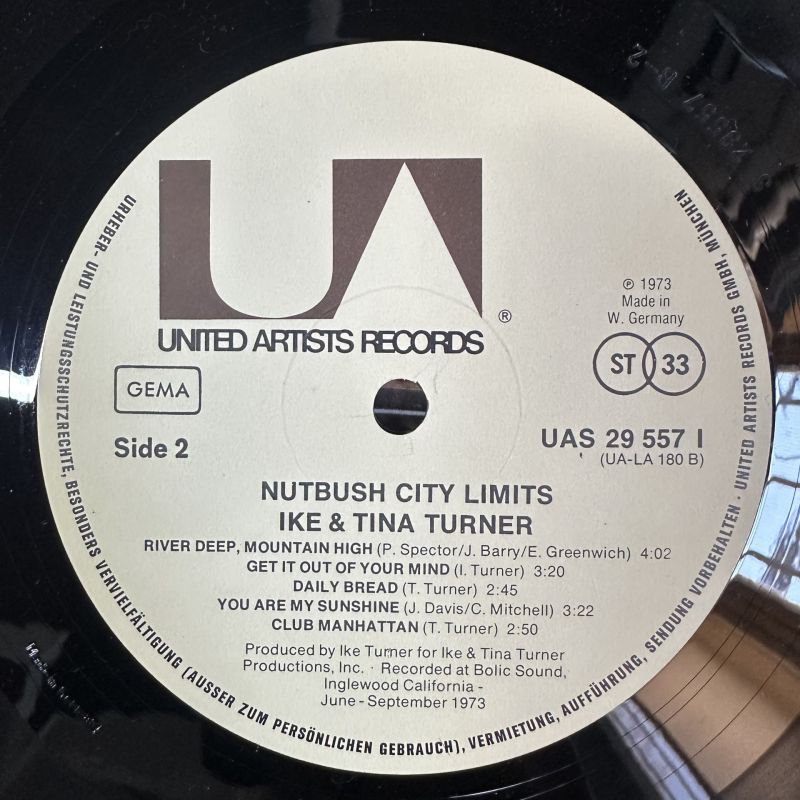 UA
®
UNITED ARTISTS RECORDS
℗ 1973
Made in
W. Germany
GEMA
ST 33
Side 2
UAS 29 557 I
(UA-LA 180 B)
NUTBUSH CITY LIMITS
IKE & TINA TURNER
RIVER DEEP, MOUNTAIN HIGH (P. Spector/J. Barry/E. Greenwich) 4:02
GET IT OUT OF YOUR MIND (I. Turner) 3:20
DAILY BREAD (T. Turner) 2:45
YOU ARE MY SUNSHINE (J. Davis/C. Mitchell) 3:22
CLUB MANHATTAN (T. Turner) 2:50
Produced by Ike Turner for Ike & Tina Turner
Productions, Inc. · Recorded at Bolic Sound,
Inglewood California -
June - September 1973
URHEBER- UND LEISTUNGSSCHUTZRECHTE, BESONDERS VERVIELFÄLTIGUNG (AUSSER ZUM PERSÖNLICHEN GEBRAUCH), VERMIETUNG, AUFFÜHRUNG, SENDUNG VORBEHALTEN · UNITED ARTISTS RECORDS GMBH, MÜNCHEN